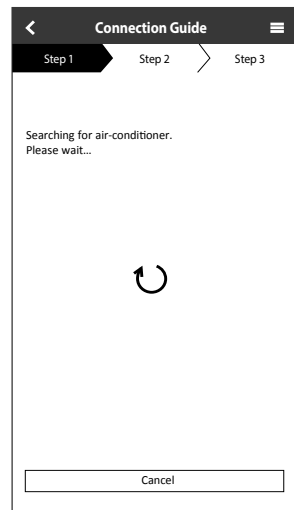 Connection Guide
Step 1 Step 2 Step 3
Searching for air-conditioner.
Please wait...
Cancel